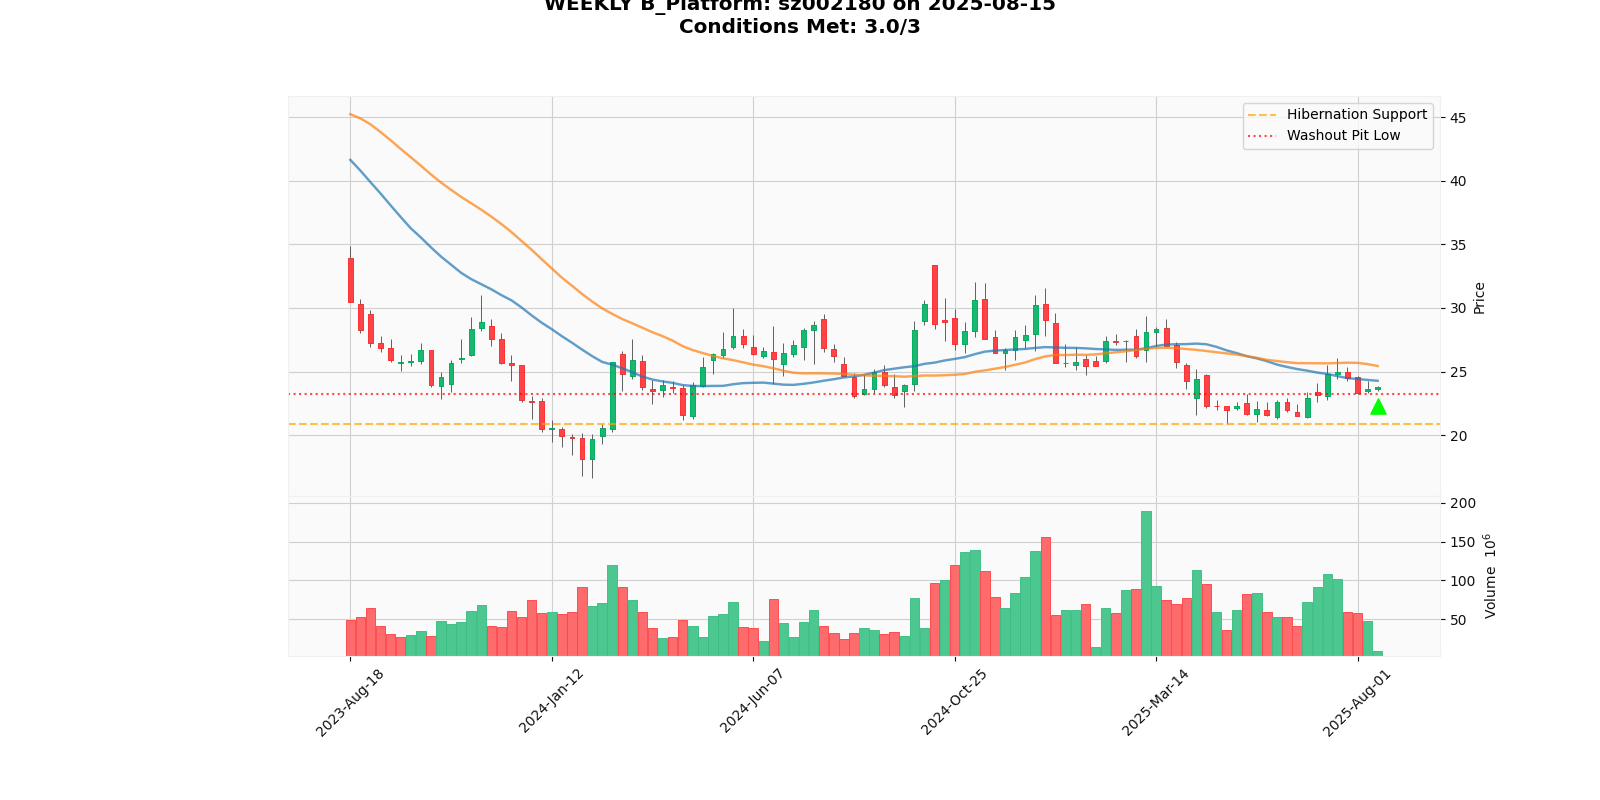 WEEKLY B_Platform: sz002180 on 2025-08-15
Conditions Met: 3.0/3
Hibernation Support
Washout Pit Low
45
40
35
30
25
20
Price
200
150
100
50
Volume 10⁶
2023-Aug-18
2024-Jan-12
2024-Jun-07
2024-Oct-25
2025-Mar-14
2025-Aug-01